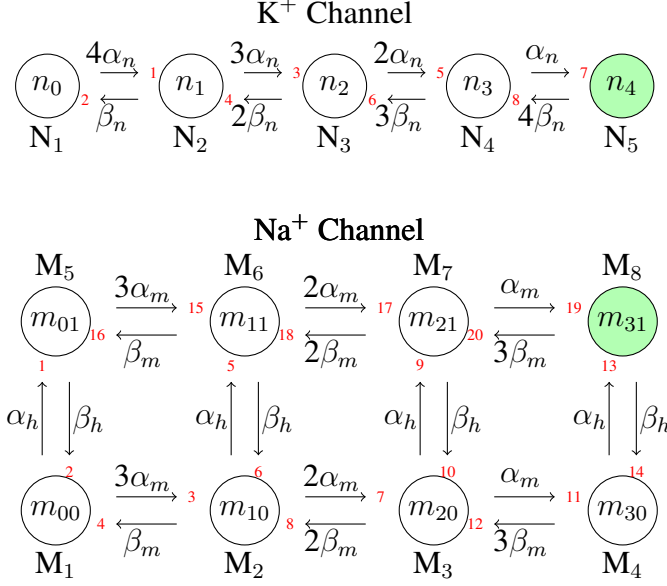 K⁺ Channel
4αₙ 3αₙ 2αₙ αₙ
n₀ 1 n₁ 3 n₂ 5 n₃ 7 n₄
2 4 6 8
βₙ 2βₙ 3βₙ 4βₙ
N₁ N₂ N₃ N₄ N₅
Na⁺ Channel
M₅ M₆ M₇ M₈
3αₘ 2αₘ αₘ
15 17 19
m₀₁ 16 m₁₁ 18 m₂₁ 20 m₃₁
βₘ 2βₘ 3βₘ
1 5 9 13
αₕ βₕ αₕ βₕ αₕ βₕ αₕ βₕ
2 6 10 14
3αₘ 2αₘ αₘ
m₀₀ 3 m₁₀ 7 m₂₀ 11 m₃₀
4 8 12
βₘ 2βₘ 3βₘ
M₁ M₂ M₃ M₄